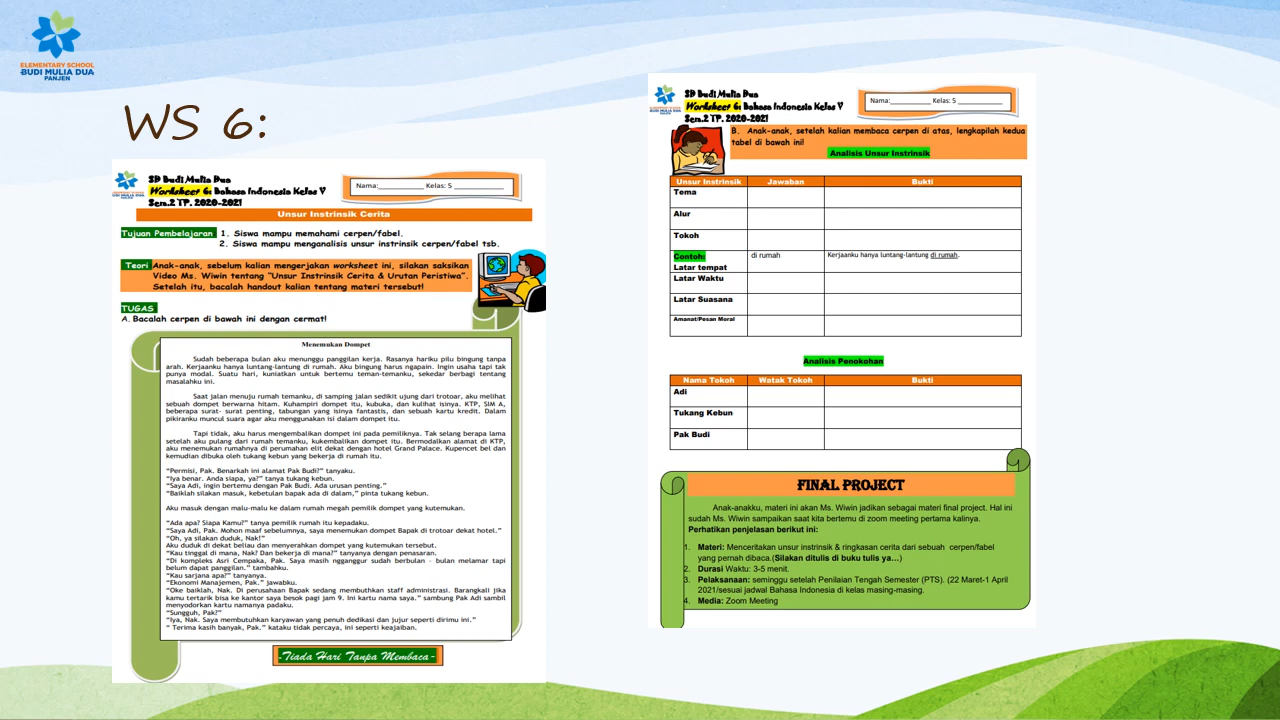 ELEMENTARY SCHOOL
BUDI MULIA DUA
PANJEN
WS 6:
SD Budi Mulia Dua
Worksheet 6: Bahasa Indonesia Kelas V
Sem.2 TP. 2020-2021
Nama:____________ Kelas: 5 ____________
Unsur Instrinsik Cerita
Tujuan Pembelajaran 1. Siswa mampu memahami cerpen/fabel.
2. Siswa mampu menganalisis unsur instrinsik cerpen/fabel tsb.
Teori Anak-anak, sebelum kalian mengerjakan worksheet ini, silakan saksikan
Video Ms. Wiwin tentang “Unsur Instrinsik Cerita & Urutan Peristiwa”.
Setelah itu, bacalah handout kalian tentang materi tersebut!
TUGAS
A. Bacalah cerpen di bawah ini dengan cermat!
Menemukan Dompet
Sudah beberapa bulan aku menunggu panggilan kerja. Rasanya hariku pilu bingung tanpa
arah. Kerjaanku hanya luntang-lantung di rumah. Aku bingung harus ngapain. Ingin usaha tapi tak
punya modal. Suatu hari, kuniatkan untuk bertemu teman-temanku, sekedar berbagi tentang
masalahku ini.
Saat jalan menuju rumah temanku, di samping jalan sedikit ujung dari trotoar, aku melihat
sebuah dompet berwarna hitam. Kuhampiri dompet itu, kubuka, dan kulihat isinya. KTP, SIM A,
beberapa surat- surat penting, tabungan yang isinya fantastis, dan sebuah kartu kredit. Dalam
pikiranku muncul suara agar aku menggunakan isi dalam dompet itu.
Tapi tidak, aku harus mengembalikan dompet ini pada pemiliknya. Tak selang berapa lama
setelah aku pulang dari rumah temanku, kukembalikan dompet itu. Bermodalkan alamat di KTP,
aku menemukan rumahnya di perumahan elit dekat dengan hotel Grand Palace. Kupencet bel dan
kemudian dibuka oleh tukang kebun yang bekerja di rumah itu.
“Permisi, Pak. Benarkah ini alamat Pak Budi?” tanyaku.
“Iya benar. Anda siapa, ya?” tanya tukang kebun.
“Saya Adi, ingin bertemu dengan Pak Budi. Ada urusan penting.”
“Baiklah silakan masuk, kebetulan bapak ada di dalam,” pinta tukang kebun.
Aku masuk dengan malu-malu ke dalam rumah megah pemilik dompet yang kutemukan.
“Ada apa? Siapa Kamu?” tanya pemilik rumah itu kepadaku.
“Saya Adi, Pak. Mohon maaf sebelumnya, saya menemukan dompet Bapak di trotoar dekat hotel.”
“Oh, ya silakan duduk, Nak!”
Aku duduk di dekat beliau dan menyerahkan dompet yang kutemukan tersebut.
“Kau tinggal di mana, Nak? Dan bekerja di mana?” tanyanya dengan penasaran.
“Di kompleks Asri Cempaka, Pak. Saya masih ngganggur sudah berbulan - bulan melamar tapi
belum dapat panggilan.” tambahku.
“Kau sarjana apa?” tanyanya.
“Ekonomi Manajemen, Pak.” jawabku.
“Oke baiklah, Nak. Di perusahaan Bapak sedang membuthkan staff administrasi. Barangkali jika
kamu tertarik bisa ke kantor saya besok pagi jam 9. Ini kartu nama saya.” sambung Pak Adi sambil
menyodorkan kartu namanya padaku.
“Sungguh, Pak?”
“Iya, Nak. Saya membutuhkan karyawan yang penuh dedikasi dan jujur seperti dirimu ini.”
“ Terima kasih banyak, Pak.” kataku tidak percaya, ini seperti keajaiban.
-Tiada Hari Tanpa Membaca-
SD Budi Mulia Dua
Worksheet 6: Bahasa Indonesia Kelas V
Sem.2 TP. 2020-2021
Nama:____________ Kelas: 5 ____________
B. Anak-anak, setelah kalian membaca cerpen di atas, lengkapilah kedua
tabel di bawah ini!
Analisis Unsur Instrinsik
Unsur Instrinsik Jawaban Bukti
Tema
Alur
Tokoh
Contoh: di rumah Kerjaanku hanya luntang-lantung di rumah.
Latar tempat
Latar Waktu
Latar Suasana
Amanat/Pesan Moral
Analisis Penokohan
Nama Tokoh Watak Tokoh Bukti
Adi
Tukang Kebun
Pak Budi
FINAL PROJECT
Anak-anakku, materi ini akan Ms. Wiwin jadikan sebagai materi final project. Hal ini
sudah Ms. Wiwin sampaikan saat kita bertemu di zoom meeting pertama kalinya.
Perhatikan penjelasan berikut ini:
1. Materi: Menceritakan unsur instrinsik & ringkasan cerita dari sebuah cerpen/fabel
yang pernah dibaca.(Silakan ditulis di buku tulis ya…)
2. Durasi Waktu: 3-5 menit.
3. Pelaksanaan: seminggu setelah Penilaian Tengah Semester (PTS). (22 Maret-1 April
2021/sesuai jadwal Bahasa Indonesia di kelas masing-masing.
4. Media: Zoom Meeting